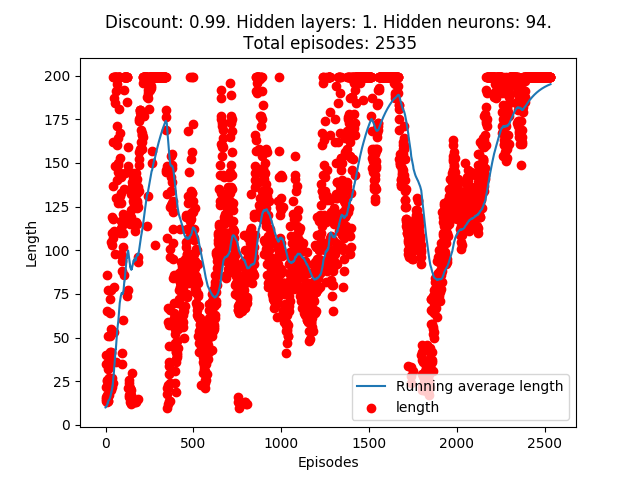 Discount: 0.99. Hidden layers: 1. Hidden neurons: 94.
Total episodes: 2535
200
175
150
125
100
75
50
25
0
Length
Running average length
length
0
500
1000
1500
2000
2500
Episodes